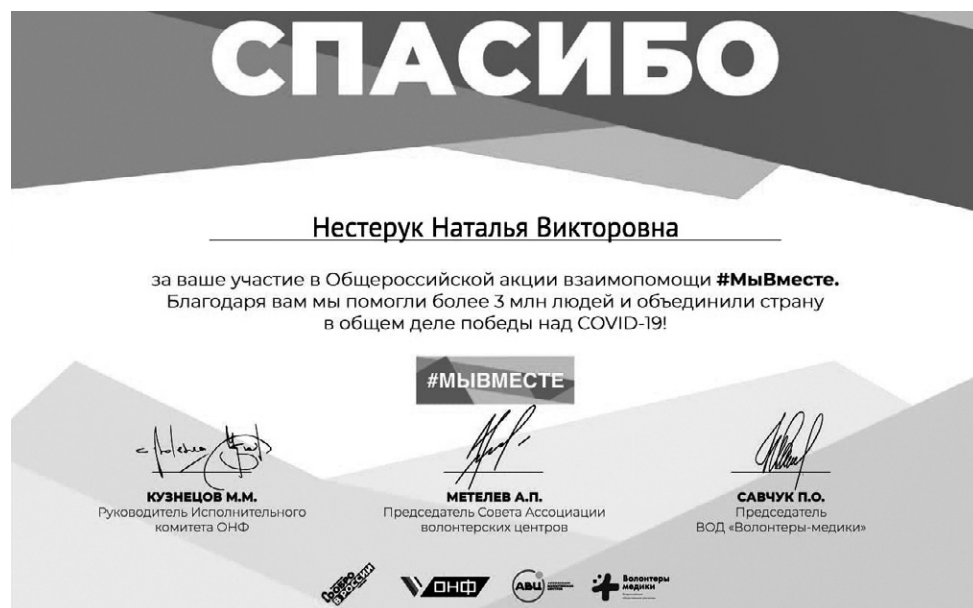 СПАСИБО
Нестерук Наталья Викторовна
за ваше участие в Общероссийской акции взаимопомощи #МыВместе.
Благодаря вам мы помогли более 3 млн людей и объединили страну
в общем деле победы над COVID-19!
#МЫВМЕСТЕ
КУЗНЕЦОВ М.М.
Руководитель Исполнительного
комитета ОНФ
МЕТЕЛЕВ А.П.
Председатель Совета Ассоциации
волонтерских центров
САВЧУК П.О.
Председатель
ВОД «Волонтеры-медики»
#ДОБРО
В РОССИИ
ОНФ
АВЦ
Волонтеры
медики